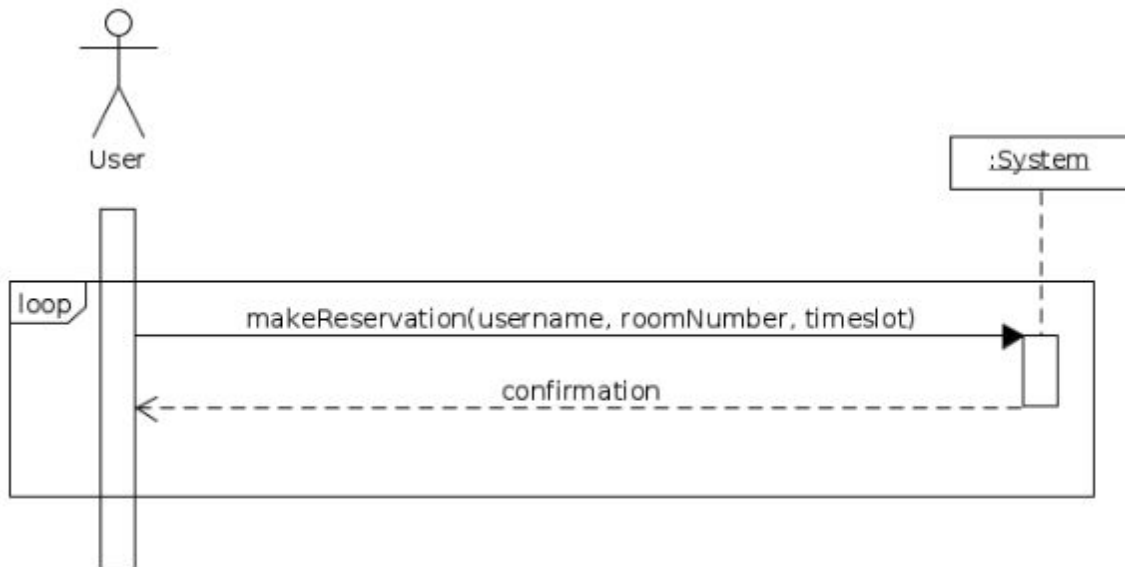 User
:System
loop
makeReservation(username, roomNumber, timeslot)
confirmation